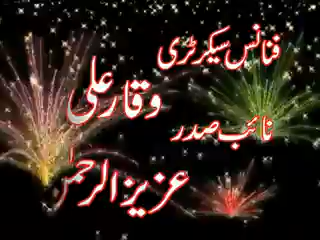 فنانس سیکرٹری
وقار علی
نائب صدر
عزیز الرحمٰن